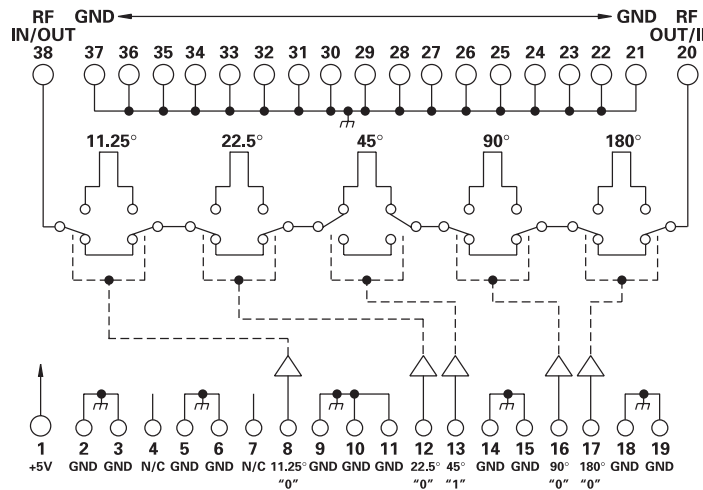 RF GND GND RF
IN/OUT OUT/I
38 37 36 35 34 33 32 31 30 29 28 27 26 25 24 23 22 21 20
11.25° 22.5° 45° 90° 180°
1 2 3 4 5 6 7 8 9 10 11 12 13 14 15 16 17 18 19
+5V GND GND N/C GND GND N/C 11.25° GND GND GND 22.5° 45° GND GND 90° 180° GND GND
"0" "0" "1" "0" "0"